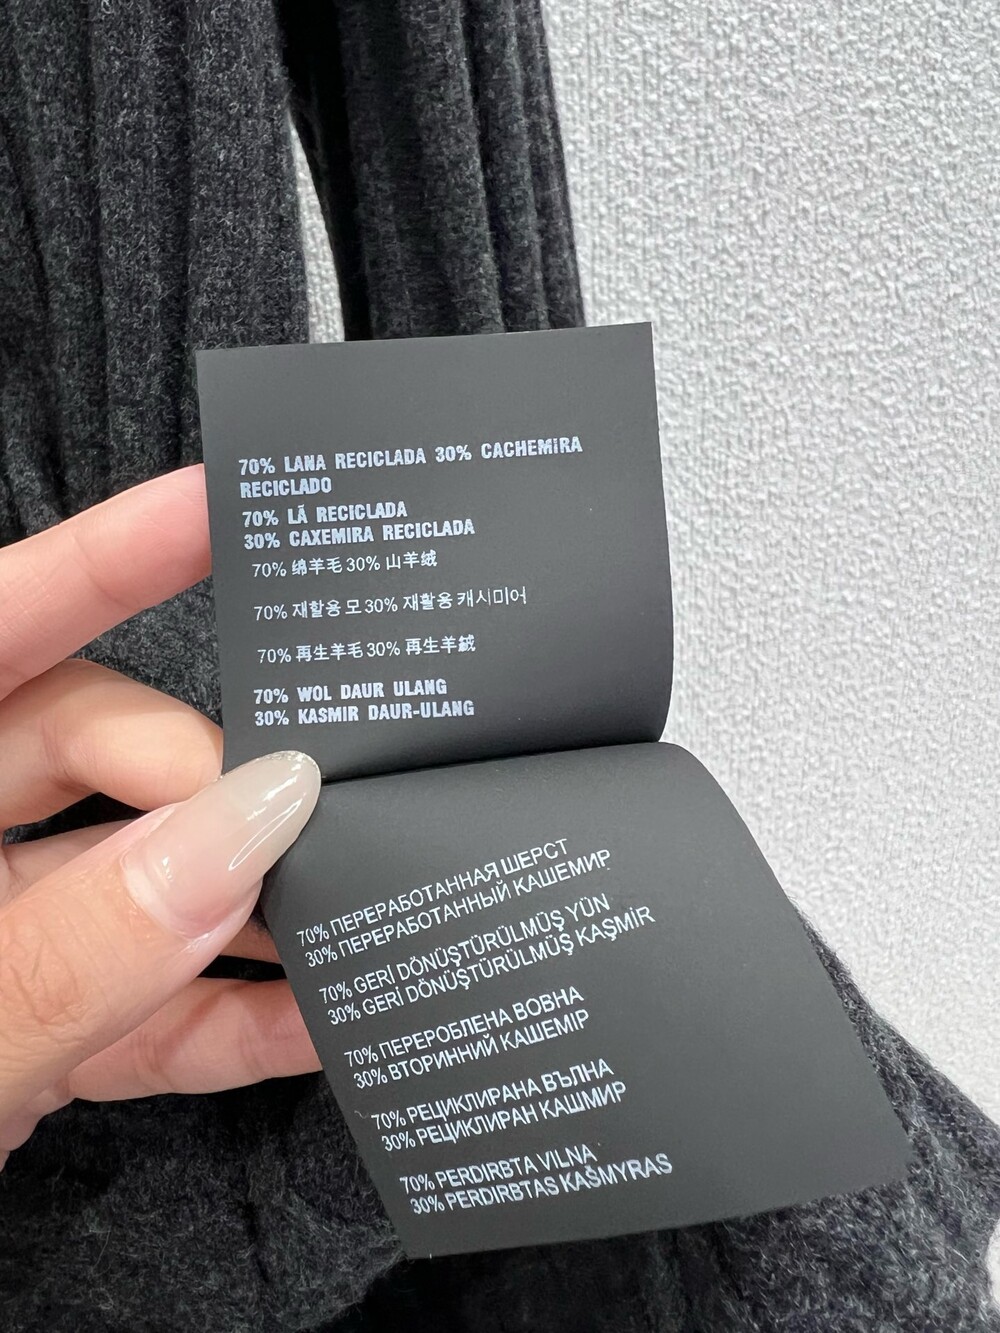 70% LANA RECICLADA 30% CACHEMIRA
RECICLADO
70% LÃ RECICLADA
30% CAXEMIRA RECICLADA
70% 绵羊毛 30% 山羊绒
70% 재할용 모 30% 재활용 캐시미어
70% 再生羊毛 30% 再生羊絨
70% WOL DAUR ULANG
30% KASMIR DAUR-ULANG
70% ПЕРЕРАБОТАННАЯ ШЕРСТ
30% ПЕРЕРАБОТАННЫЙ КАШЕМИР
70% GERİ DÖNÜŞTÜRÜLMÜŞ YÜN
30% GERİ DÖNÜŞTÜRÜLMÜŞ KAŞMİR
70% ПЕРЕРОБЛЕНА ВОВНА
30% ВТОРИННИЙ КАШЕМІР
70% РЕЦИКЛИРАНА ВЪЛНА
30% РЕЦИКЛИРАН КАШМИР
70% PERDIRBTA VILNA
30% PERDIRBTAS KAŠMYRAS